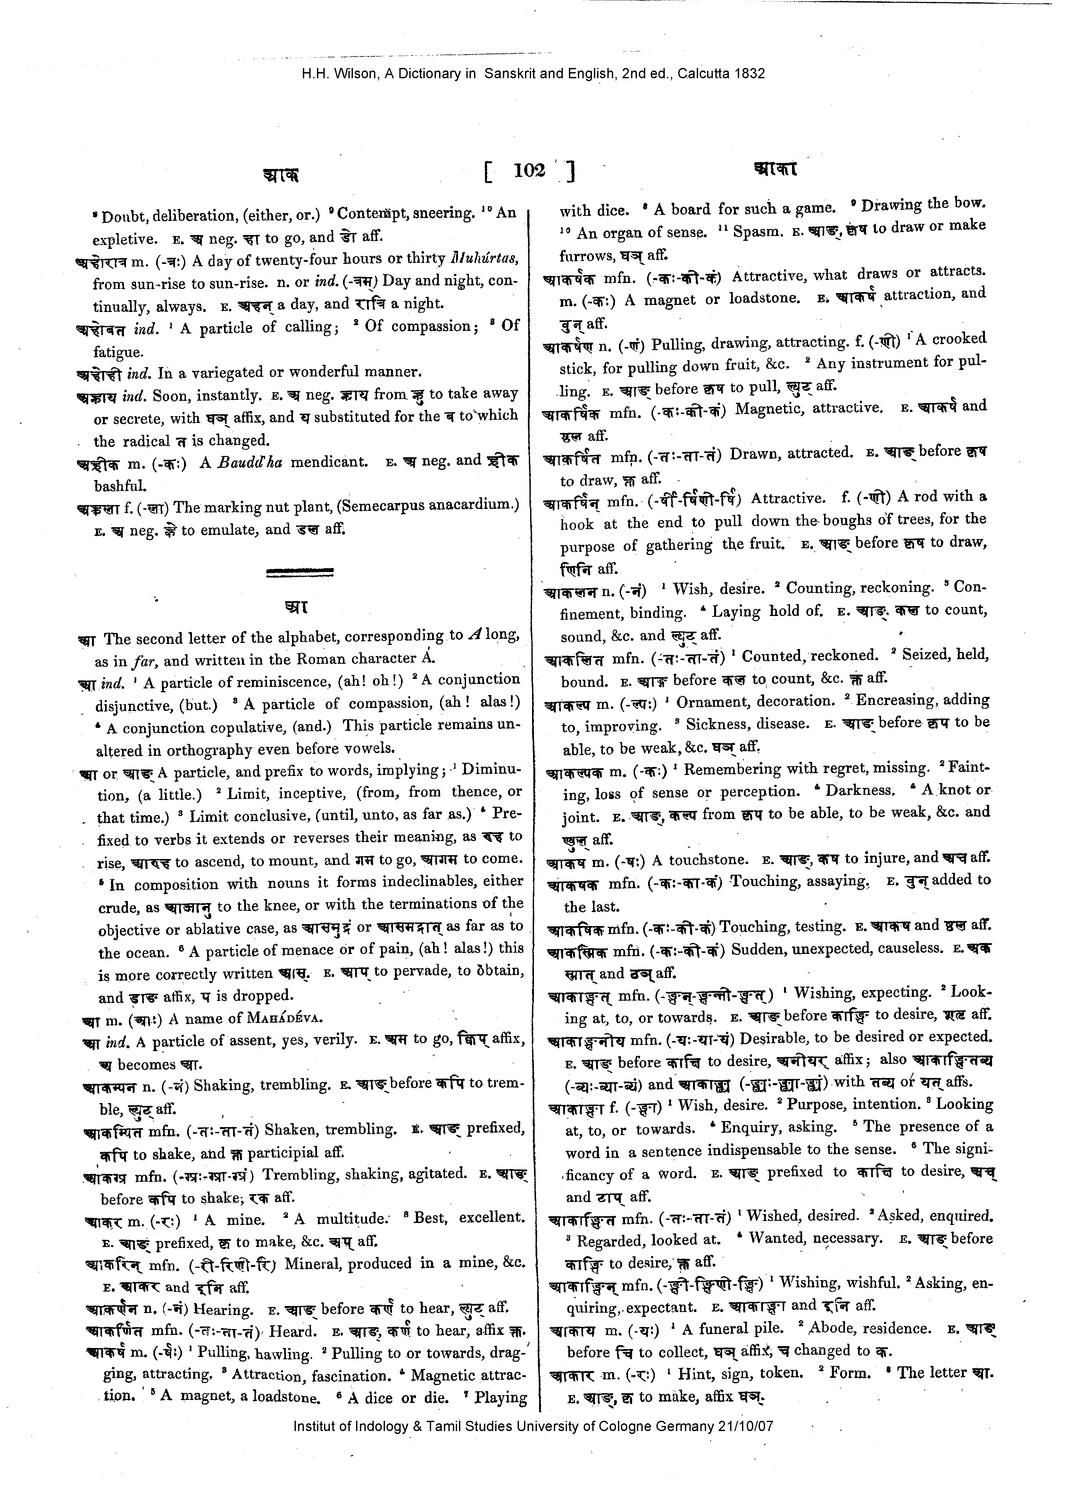 H.H. Wilson, A Dictionary in Sanskrit and English, 2nd ed., Calcutta 1832
आक [ 102 ] आका
⁸ Doubt, deliberation, (either, or.) ⁹ Contempt, sneering. ¹⁰ An
expletive. E. अ neg. हा to go, and डो aff.
अहोरात्र m. (-त्रः) A day of twenty-four hours or thirty Muhúrtas,
from sun-rise to sun-rise. n. or ind. (-त्रम्) Day and night, con-
tinually, always. E. अहन् a day, and रात्रि a night.
अहोबत ind. ¹ A particle of calling; ² Of compassion; ³ Of
fatigue.
अहोही ind. In a variegated or wonderful manner.
अह्नाय ind. Soon, instantly. E. अ neg. ह्नाय from ह्नु to take away
or secrete, with घञ् affix, and य substituted for the व to which
the radical त is changed.
अह्रीक m. (-कः) A Baudd'ha mendicant. E. अ neg. and ह्रीक
bashful.
अह्वला f. (-ला) The marking nut plant, (Semecarpus anacardium.)
E. अ neg. ह्वे to emulate, and डल aff.
आ
आ The second letter of the alphabet, corresponding to A long,
as in far, and written in the Roman character Á.
आ ind. ¹ A particle of reminiscence, (ah! oh!) ² A conjunction
disjunctive, (but.) ³ A particle of compassion, (ah! alas!)
⁴ A conjunction copulative, (and.) This particle remains un-
altered in orthography even before vowels.
आ or आङ् A particle, and prefix to words, implying; ¹ Diminu-
tion, (a little.) ² Limit, inceptive, (from, from thence, or
that time.) ³ Limit conclusive, (until, unto, as far as.) ⁴ Pre-
fixed to verbs it extends or reverses their meaning, as रुह to
rise, आरुह to ascend, to mount, and गम to go, आगम to come.
⁵ In composition with nouns it forms indeclinables, either
crude, as आजानु to the knee, or with the terminations of the
objective or ablative case, as आसमुद्रं or आसमद्रात् as far as to
the ocean. ⁶ A particle of menace or of pain, (ah! alas!) this
is more correctly written आस्. E. आप् to pervade, to obtain,
and डाङ affix, प is dropped.
आ m. (आः) A name of MAHÁDÉVA.
आ ind. A particle of assent, yes, verily. E. अम to go, क्विप् affix,
अ becomes आ.
आकम्पन n. (-नं) Shaking, trembling. E. आङ् before कपि to trem-
ble, ल्युट् aff.
आकम्पित mfn. (-तः-ता-तं) Shaken, trembling. E. आङ् prefixed,
कपि to shake, and क्त participial aff.
आकम्प्र mfn. (-म्प्रः-म्प्रा-म्प्रं) Trembling, shaking, agitated. E. आङ्
before कपि to shake; रक aff.
आकर m. (-रः) ¹ A mine. ² A multitude. ³ Best, excellent.
E. आङ् prefixed, कृ to make, &c. अप् aff.
आकरिन् mfn. (-री-रिणी-रि) Mineral, produced in a mine, &c.
E. आकर and इनि aff.
आकर्णन n. (-नं) Hearing. E. आङ् before कर्ण to hear, ल्युट् aff.
आकर्णित mfn. (-तः-ता-तं) Heard. E. आङ्, कर्ण to hear, affix क्त.
आकर्ष m. (-र्षः) ¹ Pulling, hawling. ² Pulling to or towards, drag-
ging, attracting. ³ Attraction, fascination. ⁴ Magnetic attrac-
tion. ⁵ A magnet, a loadstone. ⁶ A dice or die. ⁷ Playing
with dice. ⁸ A board for such a game. ⁹ Drawing the bow.
¹⁰ An organ of sense. ¹¹ Spasm. E. आङ्, कृष to draw or make
furrows, घञ् aff.
आकर्षक mfn. (-कः-की-कं) Attractive, what draws or attracts.
m. (-कः) A magnet or loadstone. E. आकर्ष attraction, and
वुन् aff.
आकर्षण n. (-णं) Pulling, drawing, attracting. f. (-णी) ¹ A crooked
stick, for pulling down fruit, &c. ² Any instrument for pul-
ling. E. आङ् before कृष to pull, ल्युट् aff.
आकर्षिक mfn. (-कः-की-कं) Magnetic, attractive. E. आकर्ष and
ष्ठल aff.
आकर्षित mfn. (-तः-ता-तं) Drawn, attracted. E. आङ् before कृष
to draw, क्त aff.
आकर्षिन् mfn. (-र्षी-र्षिणी-र्षि) Attractive. f. (-णी) A rod with a
hook at the end to pull down the boughs of trees, for the
purpose of gathering the fruit. E. आङ् before कृष to draw,
णिनि aff.
आकलन n. (-नं) ¹ Wish, desire. ² Counting, reckoning. ³ Con-
finement, binding. ⁴ Laying hold of. E. आङ्. कल to count,
sound, &c. and ल्युट् aff.
आकलित mfn. (-तः-ता-तं) ¹ Counted, reckoned. ² Seized, held,
bound. E. आङ् before कल to count, &c. क्त aff.
आकल्प m. (-ल्पः) ¹ Ornament, decoration. ² Encreasing, adding
to, improving. ³ Sickness, disease. E. आङ् before कृप to be
able, to be weak, &c. घञ् aff.
आकल्पक m. (-कः) ¹ Remembering with regret, missing. ² Faint-
ing, loss of sense or perception. ⁴ Darkness. ⁴ A knot or
joint. E. आङ्, कल्प from कृप to be able, to be weak, &c. and
ण्वुल् aff.
आकष m. (-षः) A touchstone. E. आङ्, कष to injure, and अच aff.
आकषक mfn. (-कः-का-कं) Touching, assaying. E. वुन् added to
the last.
आकषिक mfn. (-कः-की-कं) Touching, testing. E. आकष and ष्ठल aff.
आकस्मिक mfn. (-कः-की-कं) Sudden, unexpected, causeless. E. अक
स्मात् and ठञ् aff.
आकाङ्क्षत् mfn. (-ङ्क्षन्-ङ्क्षन्ती-ङ्क्षत्) ¹ Wishing, expecting. ² Look-
ing at, to, or towards. E. आङ् before काङ्क्षि to desire, शतृ aff.
आकाङ्क्षनीय mfn. (-यः-या-यं) Desirable, to be desired or expected.
E. आङ् before काक्षि to desire, अनीयर् affix; also आकाङ्क्षितव्य
(-व्यः-व्या-व्यं) and आकाङ्क्ष्य (-ङ्क्ष्यः-ङ्क्ष्या-ङ्क्ष्यं) with तव्य or यत् affs.
आकाङ्क्षा f. (-ङ्क्षा) ¹ Wish, desire. ² Purpose, intention. ³ Looking
at, to, or towards. ⁴ Enquiry, asking. ⁵ The presence of a
word in a sentence indispensable to the sense. ⁶ The signi-
ficancy of a word. E. आङ् prefixed to काक्षि to desire, अच्
and टाप् aff.
आकाङ्क्षित mfn. (-तः-ता-तं) ¹ Wished, desired. ² Asked, enquired.
³ Regarded, looked at. ⁴ Wanted, necessary. E. आङ् before
काङ्क्षि to desire, क्त aff.
आकाङ्क्षिन् mfn. (-ङ्क्षी-ङ्क्षिणी-ङ्क्षि) ¹ Wishing, wishful. ² Asking, en-
quiring, expectant. E. आकाङ्क्षा and इनि aff.
आकाय m. (-यः) ¹ A funeral pile. ² Abode, residence. E. आङ्
before चि to collect, घञ् affix, च changed to क.
आकार m. (-रः) ¹ Hint, sign, token. ² Form. ³ The letter आ.
E. आङ्, कृ to make, affix घञ्.
Institut of Indology & Tamil Studies University of Cologne Germany 21/10/07